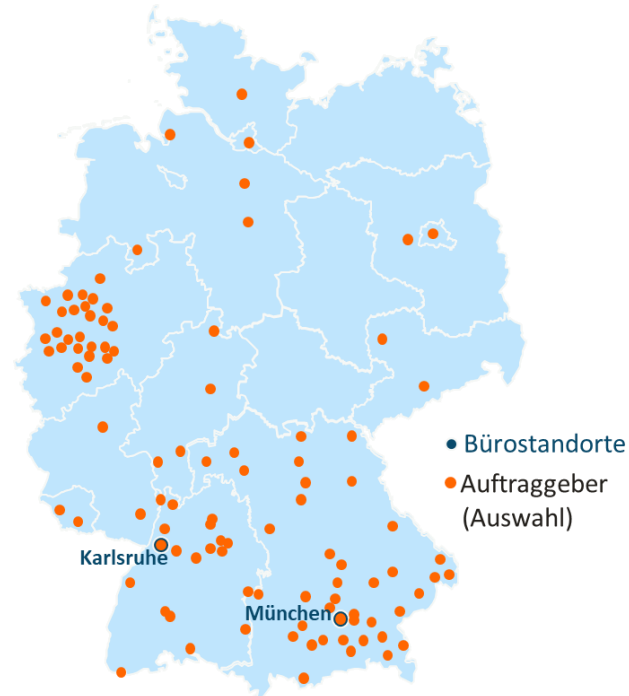 Bürostandorte
Auftraggeber
(Auswahl)
Karlsruhe
München